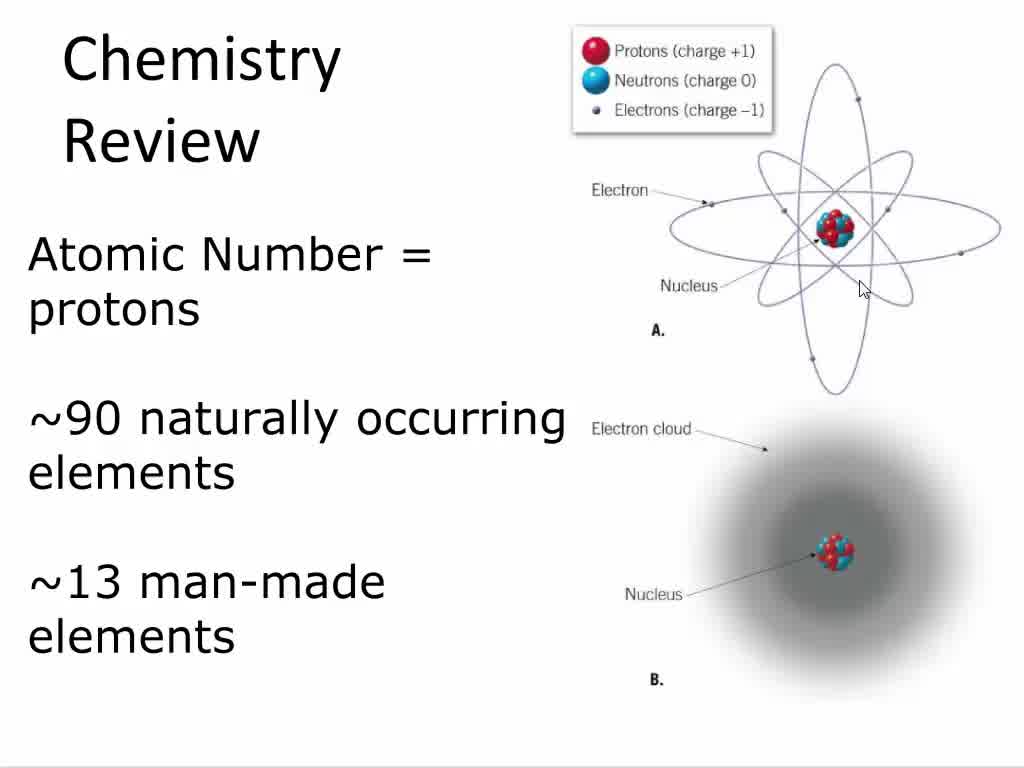 Chemistry
Review
Atomic Number =
protons
~90 naturally occurring
elements
~13 man-made
elements
Protons (charge +1)
Neutrons (charge 0)
Electrons (charge –1)
Electron
Nucleus
A.
Electron cloud
Nucleus
B.